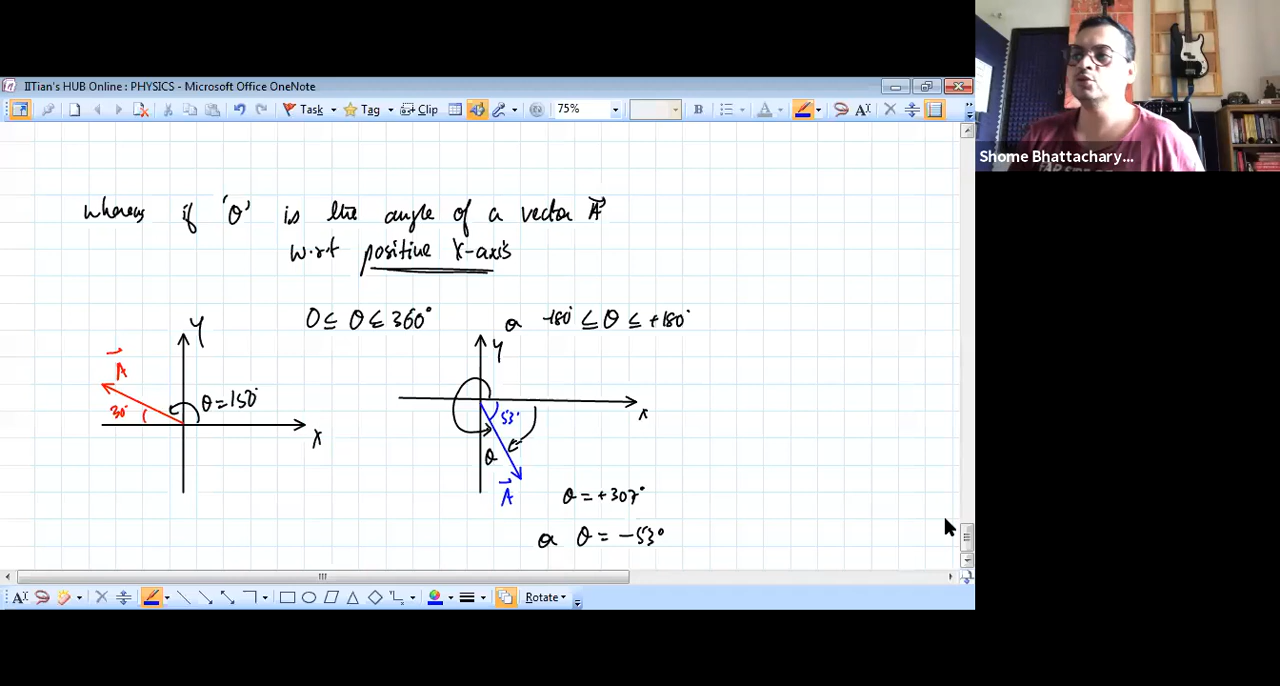 IITian's HUB Online : PHYSICS - Microsoft Office OneNote
Task Tag Clip 75% B A
Shome Bhattachary...
whereas if 'θ' is the angle of a vector A⃗
w.r.t positive X-axis
0 ≤ θ ≤ 360° or -180° ≤ θ ≤ +180°
Y
A⃗
30°
θ = 150°
X
Y
53°
x
θ
A⃗
θ = +307°
or θ = -53°
Rotate